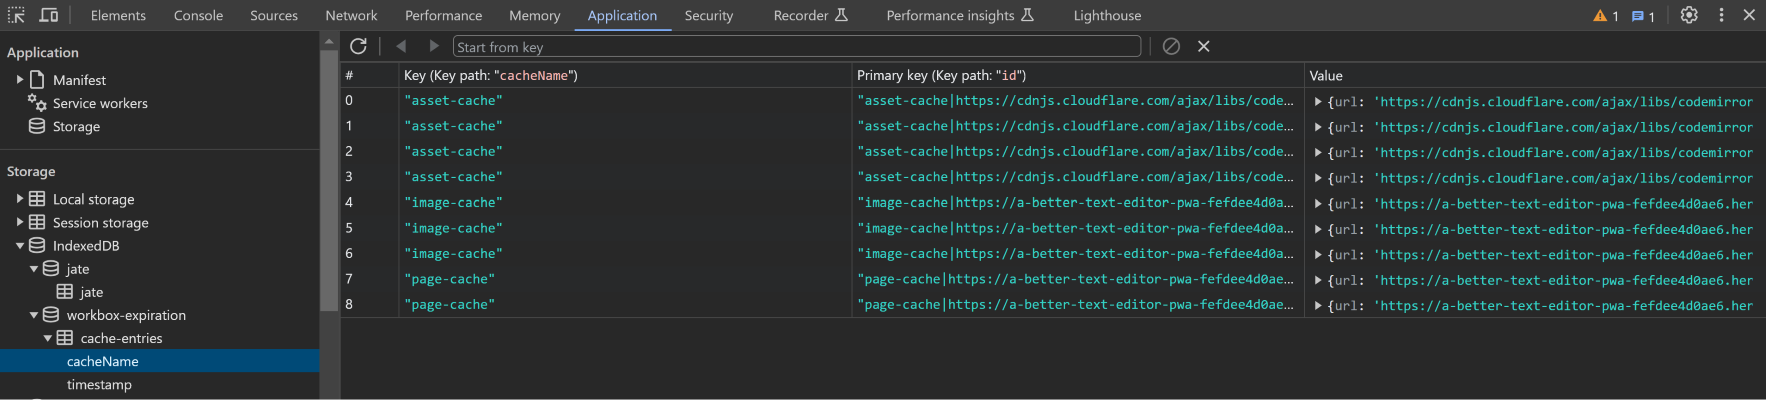 Elements Console Sources Network Performance Memory Application Security Recorder Performance insights Lighthouse 1 1
Application
Manifest
Service workers
Storage
Storage
Local storage
Session storage
IndexedDB
jate
jate
workbox-expiration
cache-entries
cacheName
timestamp
Start from key
# Key (Key path: "cacheName") Primary key (Key path: "id") Value
0 "asset-cache" "asset-cache|https://cdnjs.cloudflare.com/ajax/libs/code… {url: 'https://cdnjs.cloudflare.com/ajax/libs/codemirror
1 "asset-cache" "asset-cache|https://cdnjs.cloudflare.com/ajax/libs/code… {url: 'https://cdnjs.cloudflare.com/ajax/libs/codemirror
2 "asset-cache" "asset-cache|https://cdnjs.cloudflare.com/ajax/libs/code… {url: 'https://cdnjs.cloudflare.com/ajax/libs/codemirror
3 "asset-cache" "asset-cache|https://cdnjs.cloudflare.com/ajax/libs/code… {url: 'https://cdnjs.cloudflare.com/ajax/libs/codemirror
4 "image-cache" "image-cache|https://a-better-text-editor-pwa-fefdee4d0a… {url: 'https://a-better-text-editor-pwa-fefdee4d0ae6.her
5 "image-cache" "image-cache|https://a-better-text-editor-pwa-fefdee4d0a… {url: 'https://a-better-text-editor-pwa-fefdee4d0ae6.her
6 "image-cache" "image-cache|https://a-better-text-editor-pwa-fefdee4d0a… {url: 'https://a-better-text-editor-pwa-fefdee4d0ae6.her
7 "page-cache" "page-cache|https://a-better-text-editor-pwa-fefdee4d0ae… {url: 'https://a-better-text-editor-pwa-fefdee4d0ae6.her
8 "page-cache" "page-cache|https://a-better-text-editor-pwa-fefdee4d0ae… {url: 'https://a-better-text-editor-pwa-fefdee4d0ae6.her